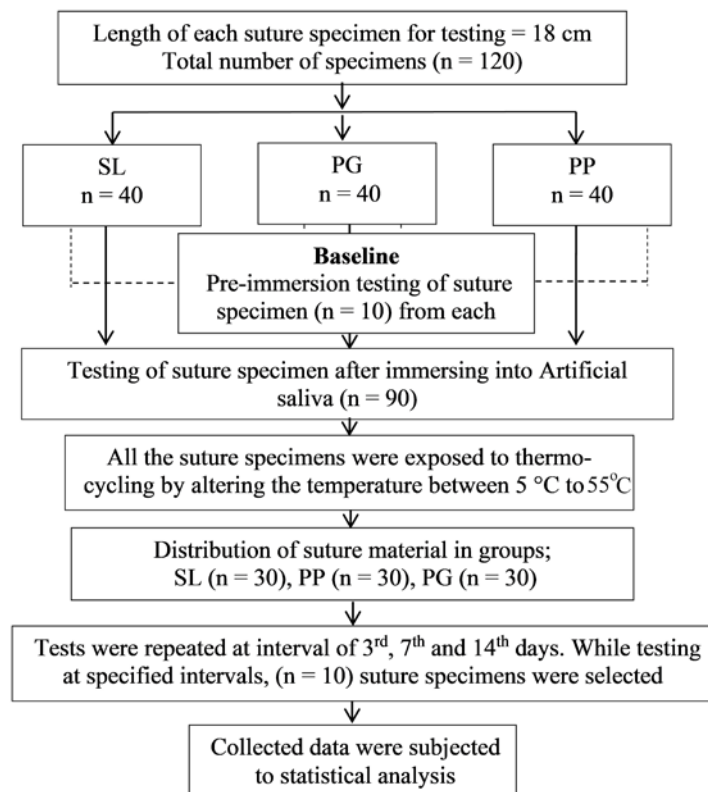 Length of each suture specimen for testing = 18 cm
Total number of specimens (n = 120)
SL
n = 40
PG
n = 40
PP
n = 40
Baseline
Pre-immersion testing of suture
specimen (n = 10) from each
Testing of suture specimen after immersing into Artificial
saliva (n = 90)
All the suture specimens were exposed to thermo-
cycling by altering the temperature between 5 °C to 55°C
Distribution of suture material in groups;
SL (n = 30), PP (n = 30), PG (n = 30)
Tests were repeated at interval of 3rd, 7th and 14th days. While testing
at specified intervals, (n = 10) suture specimens were selected
Collected data were subjected
to statistical analysis